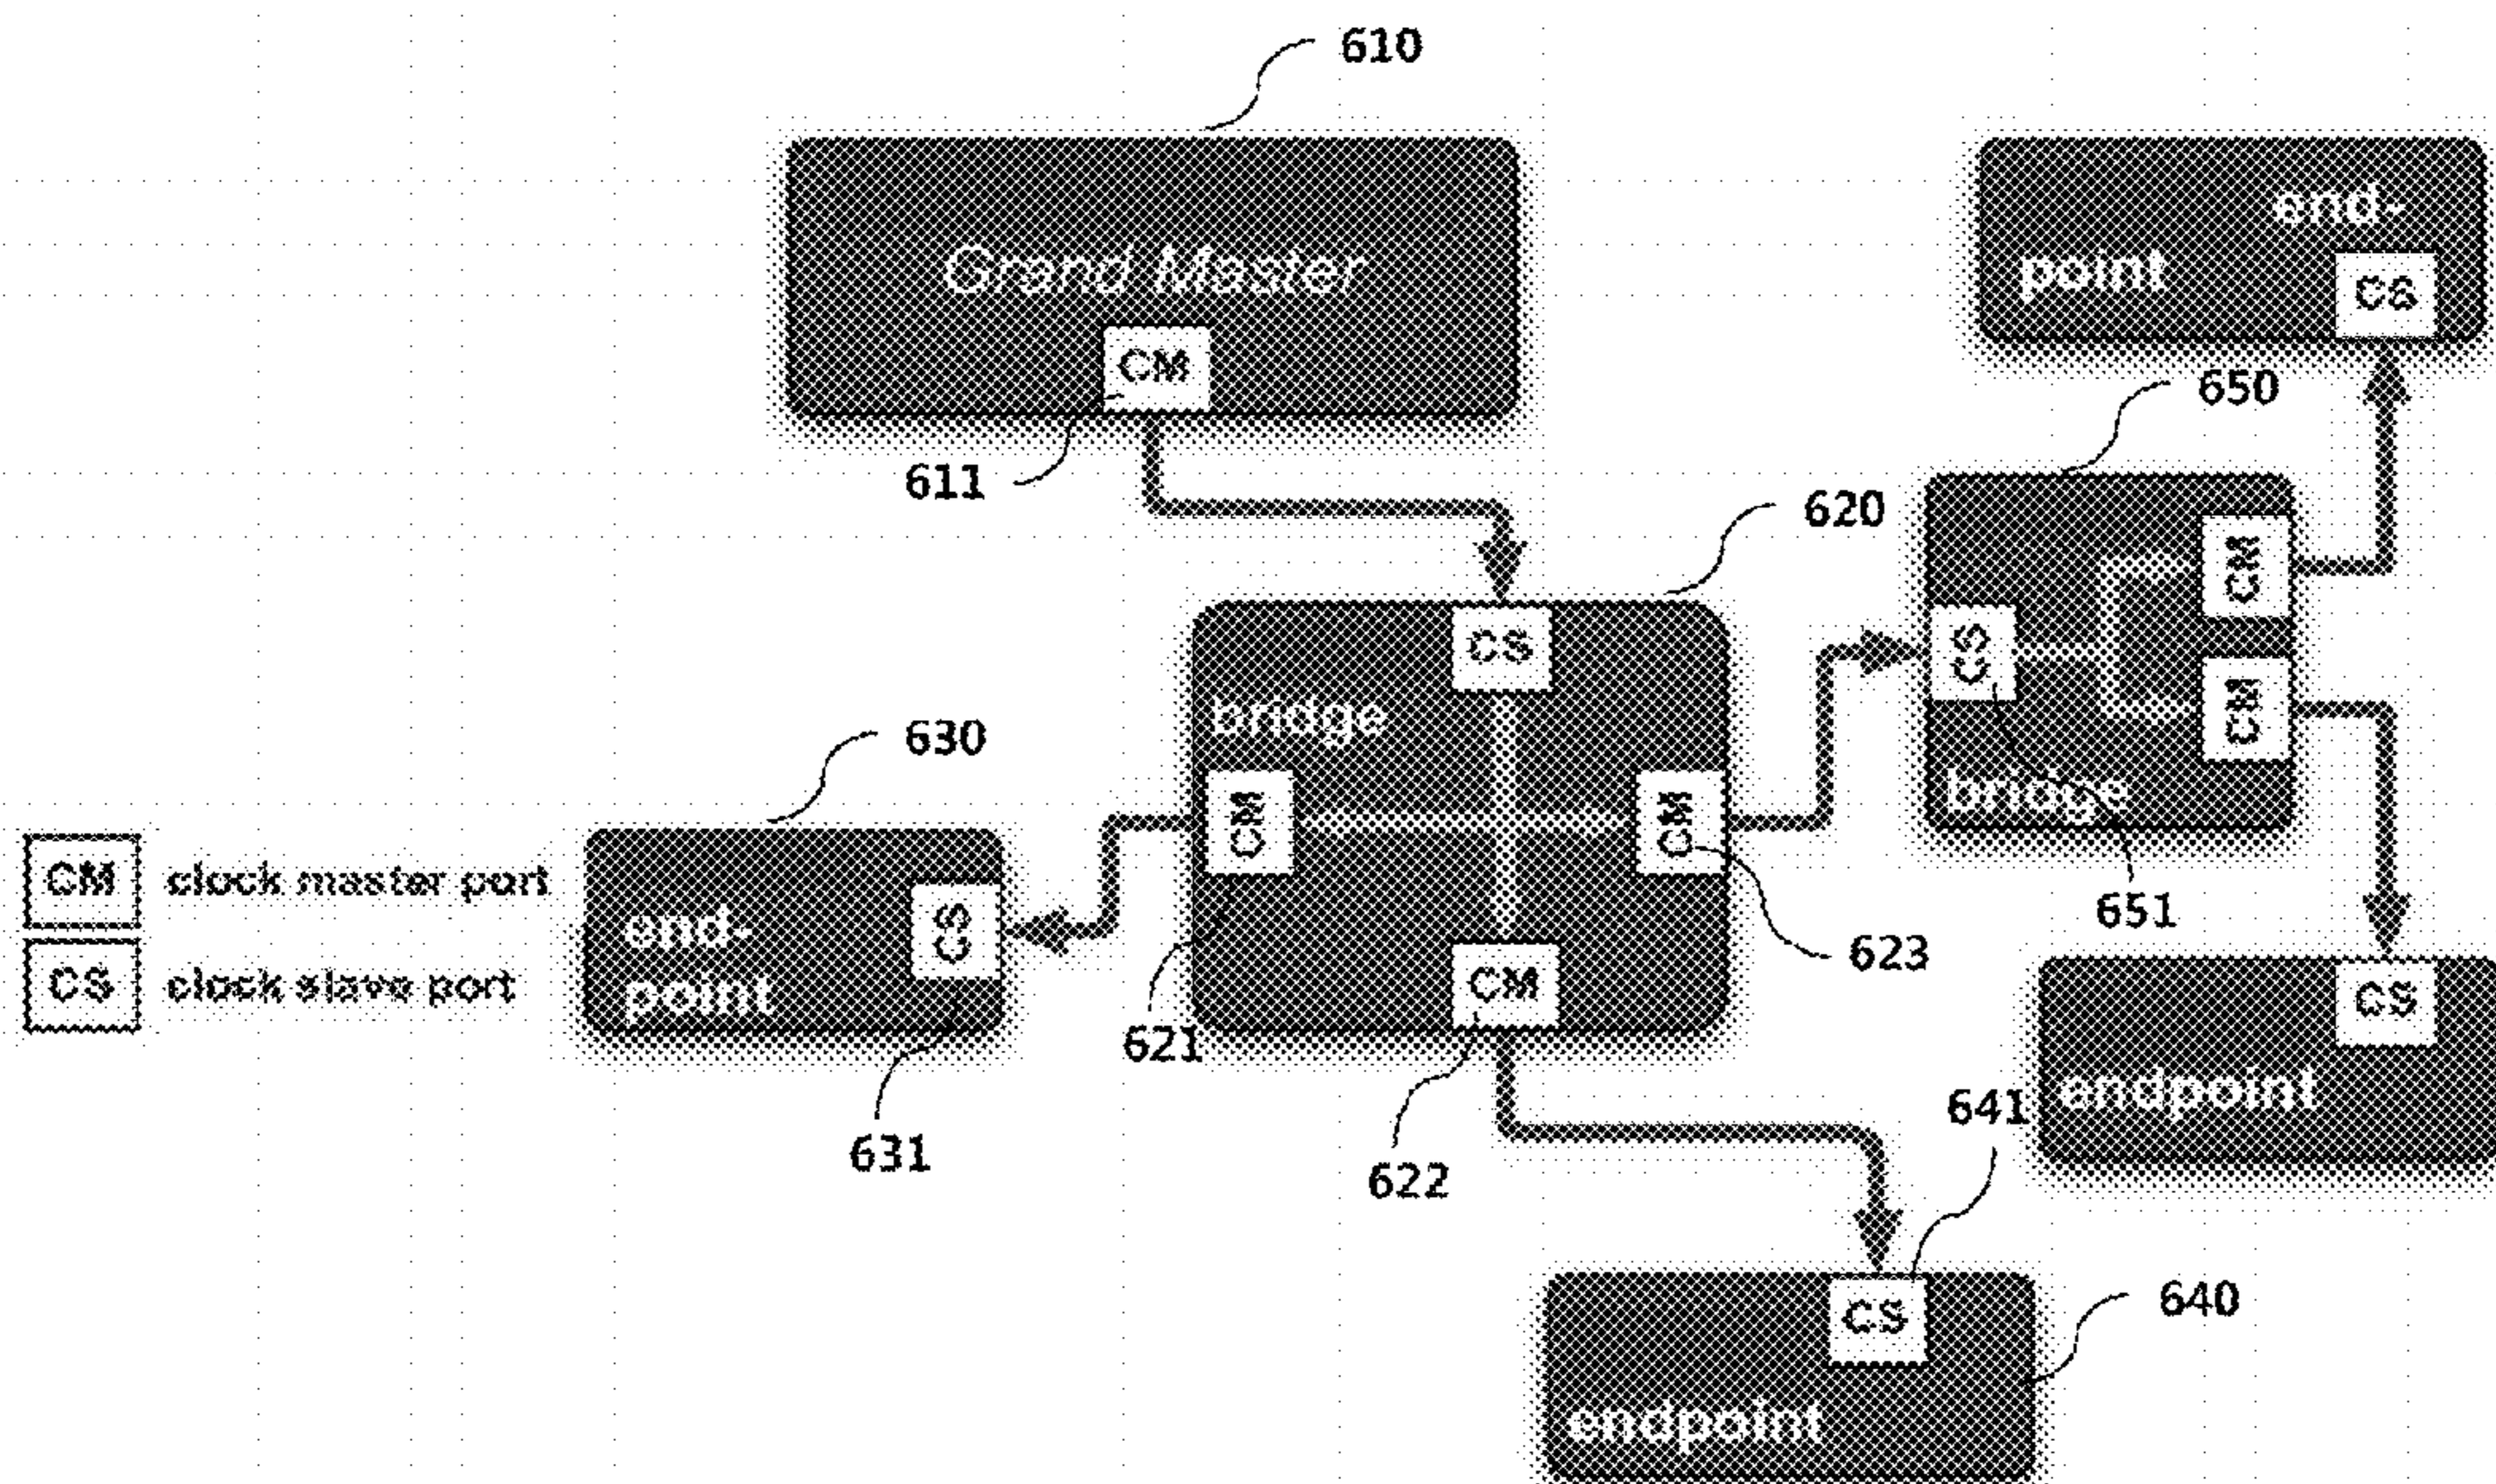 610
Grand Master
CM
611
end-
point
CS
650
620
CS
bridge
CM
CM
CM
621
622
623
CS
CM
CM
bridge
651
630
end-
point
CS
631
CM clock master port
CS clock slave port
CS
endpoint
641
CS
endpoint
640